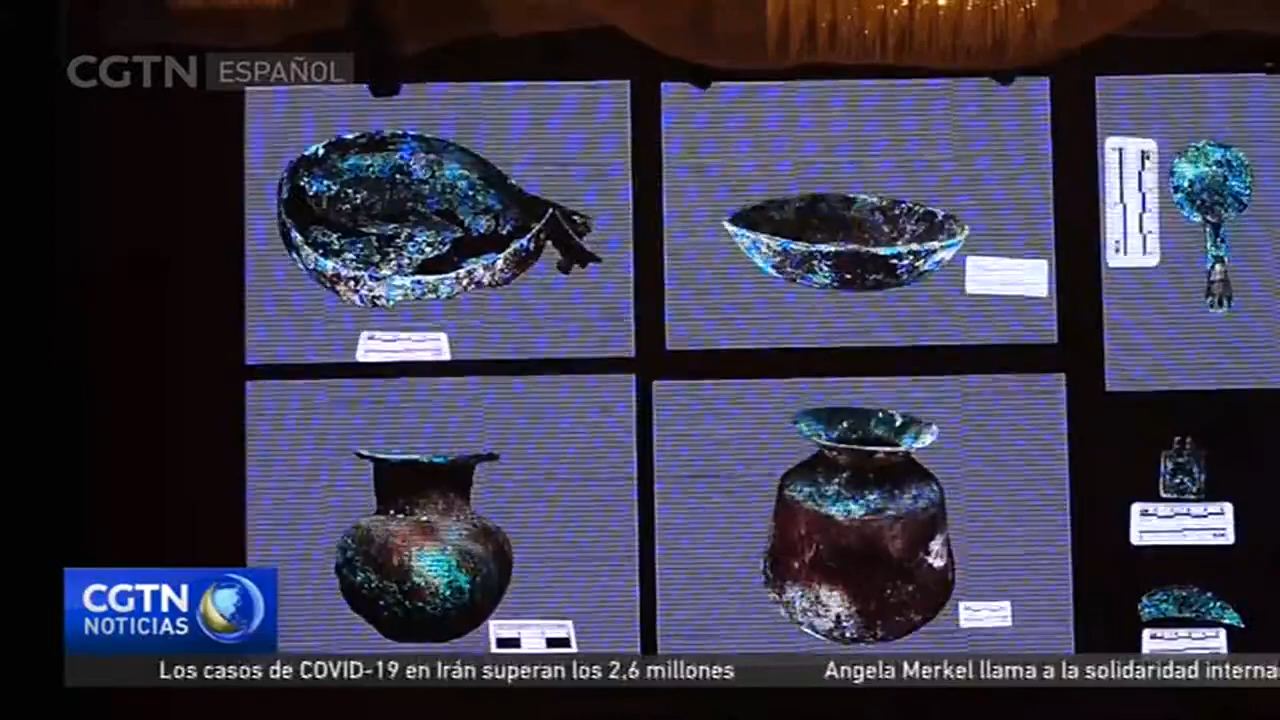 CGTN ESPAÑOL
CGTN
NOTICIAS
Los casos de COVID-19 en Irán superan los 2,6 millones Angela Merkel llama a la solidaridad interna